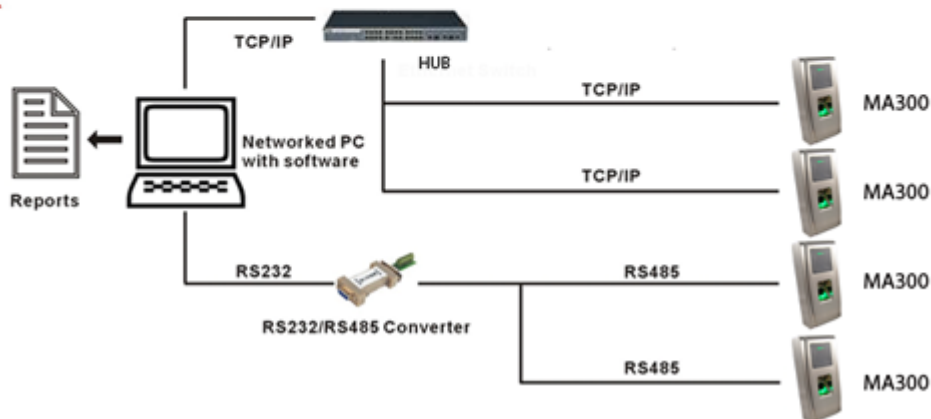 TCP/IP
HUB
TCP/IP
MA300
Networked PC
with software
Reports
TCP/IP
MA300
RS232
RS485
MA300
RS232/RS485 Converter
RS485
MA300